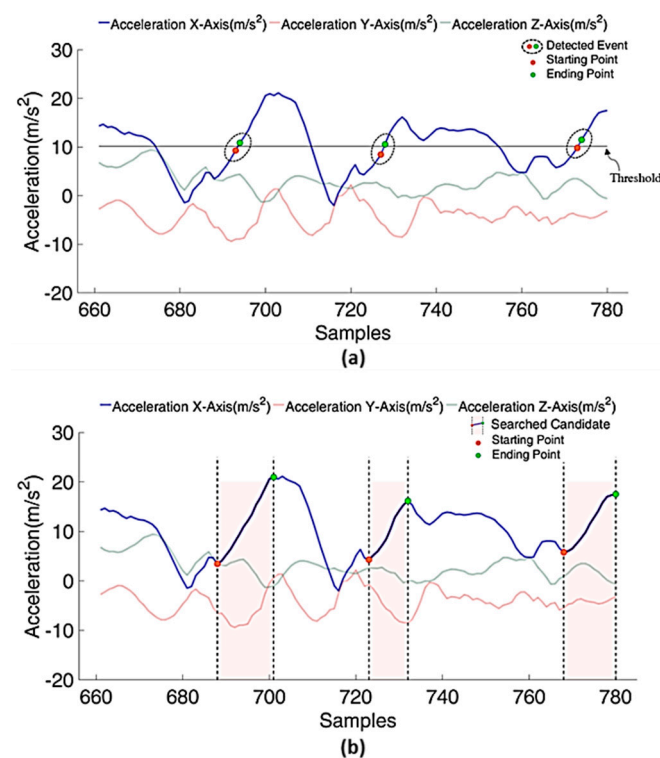 Acceleration X-Axis(m/s²) Acceleration Y-Axis(m/s²) Acceleration Z-Axis(m/s²)
30
Detected Event
Starting Point
Ending Point
20
10
Threshold
0
-10
-20
Acceleration(m/s²)
660 680 700 720 740 760 780
Samples
(a)
Acceleration X-Axis(m/s²) Acceleration Y-Axis(m/s²) Acceleration Z-Axis(m/s²)
30
Searched Candidate
Starting Point
Ending Point
20
10
0
-10
-20
Acceleration(m/s²)
660 680 700 720 740 760 780
Samples
(b)